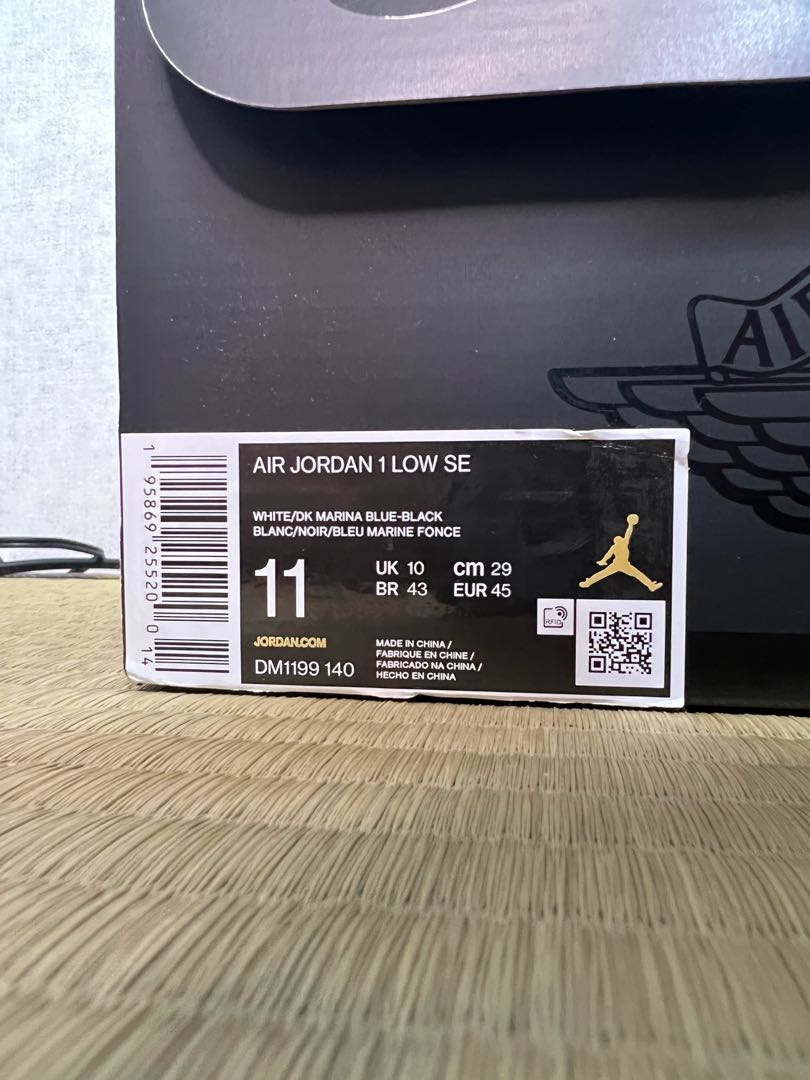 AIR
AIR JORDAN 1 LOW SE
WHITE/DK MARINA BLUE-BLACK
BLANC/NOIR/BLEU MARINE FONCE
11
UK 10 cm 29
BR 43 EUR 45
RFID
JORDAN.COM
DM1199 140
MADE IN CHINA /
FABRIQUE EN CHINE /
FABRICADO NA CHINA /
HECHO EN CHINA
1 95869 25520 0 14